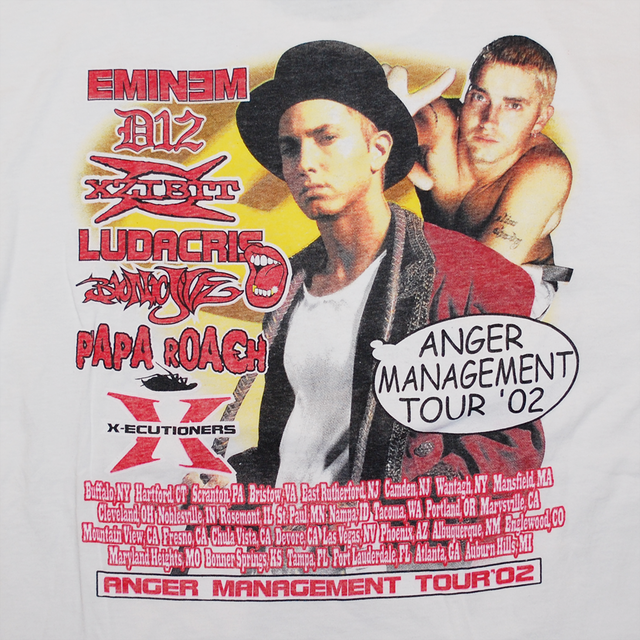 EMINEM
D12
XZIBIT
LUDACRIS
PAPA ROACH
X
X-ECUTIONERS
ANGER
MANAGEMENT
TOUR '02
Buffalo, NY Hartford, CT Scranton, PA Bristow, VA East Rutherford, NJ Camden, NJ Wantagh, NY Mansfield, MA
Cleveland, OH Noblesville, IN Rosemont, IL St. Paul, MN Nampa, ID Tacoma, WA Portland, OR Marysville, CA
Mountain View, CA Fresno, CA Chula Vista, CA Devore, CA Las Vegas, NV Phoenix, AZ Albuquerque, NM Englewood, CO
Maryland Heights, MO Bonner Springs, KS Tampa, FL Fort Lauderdale, FL Atlanta, GA Auburn Hills, MI
ANGER MANAGEMENT TOUR'02